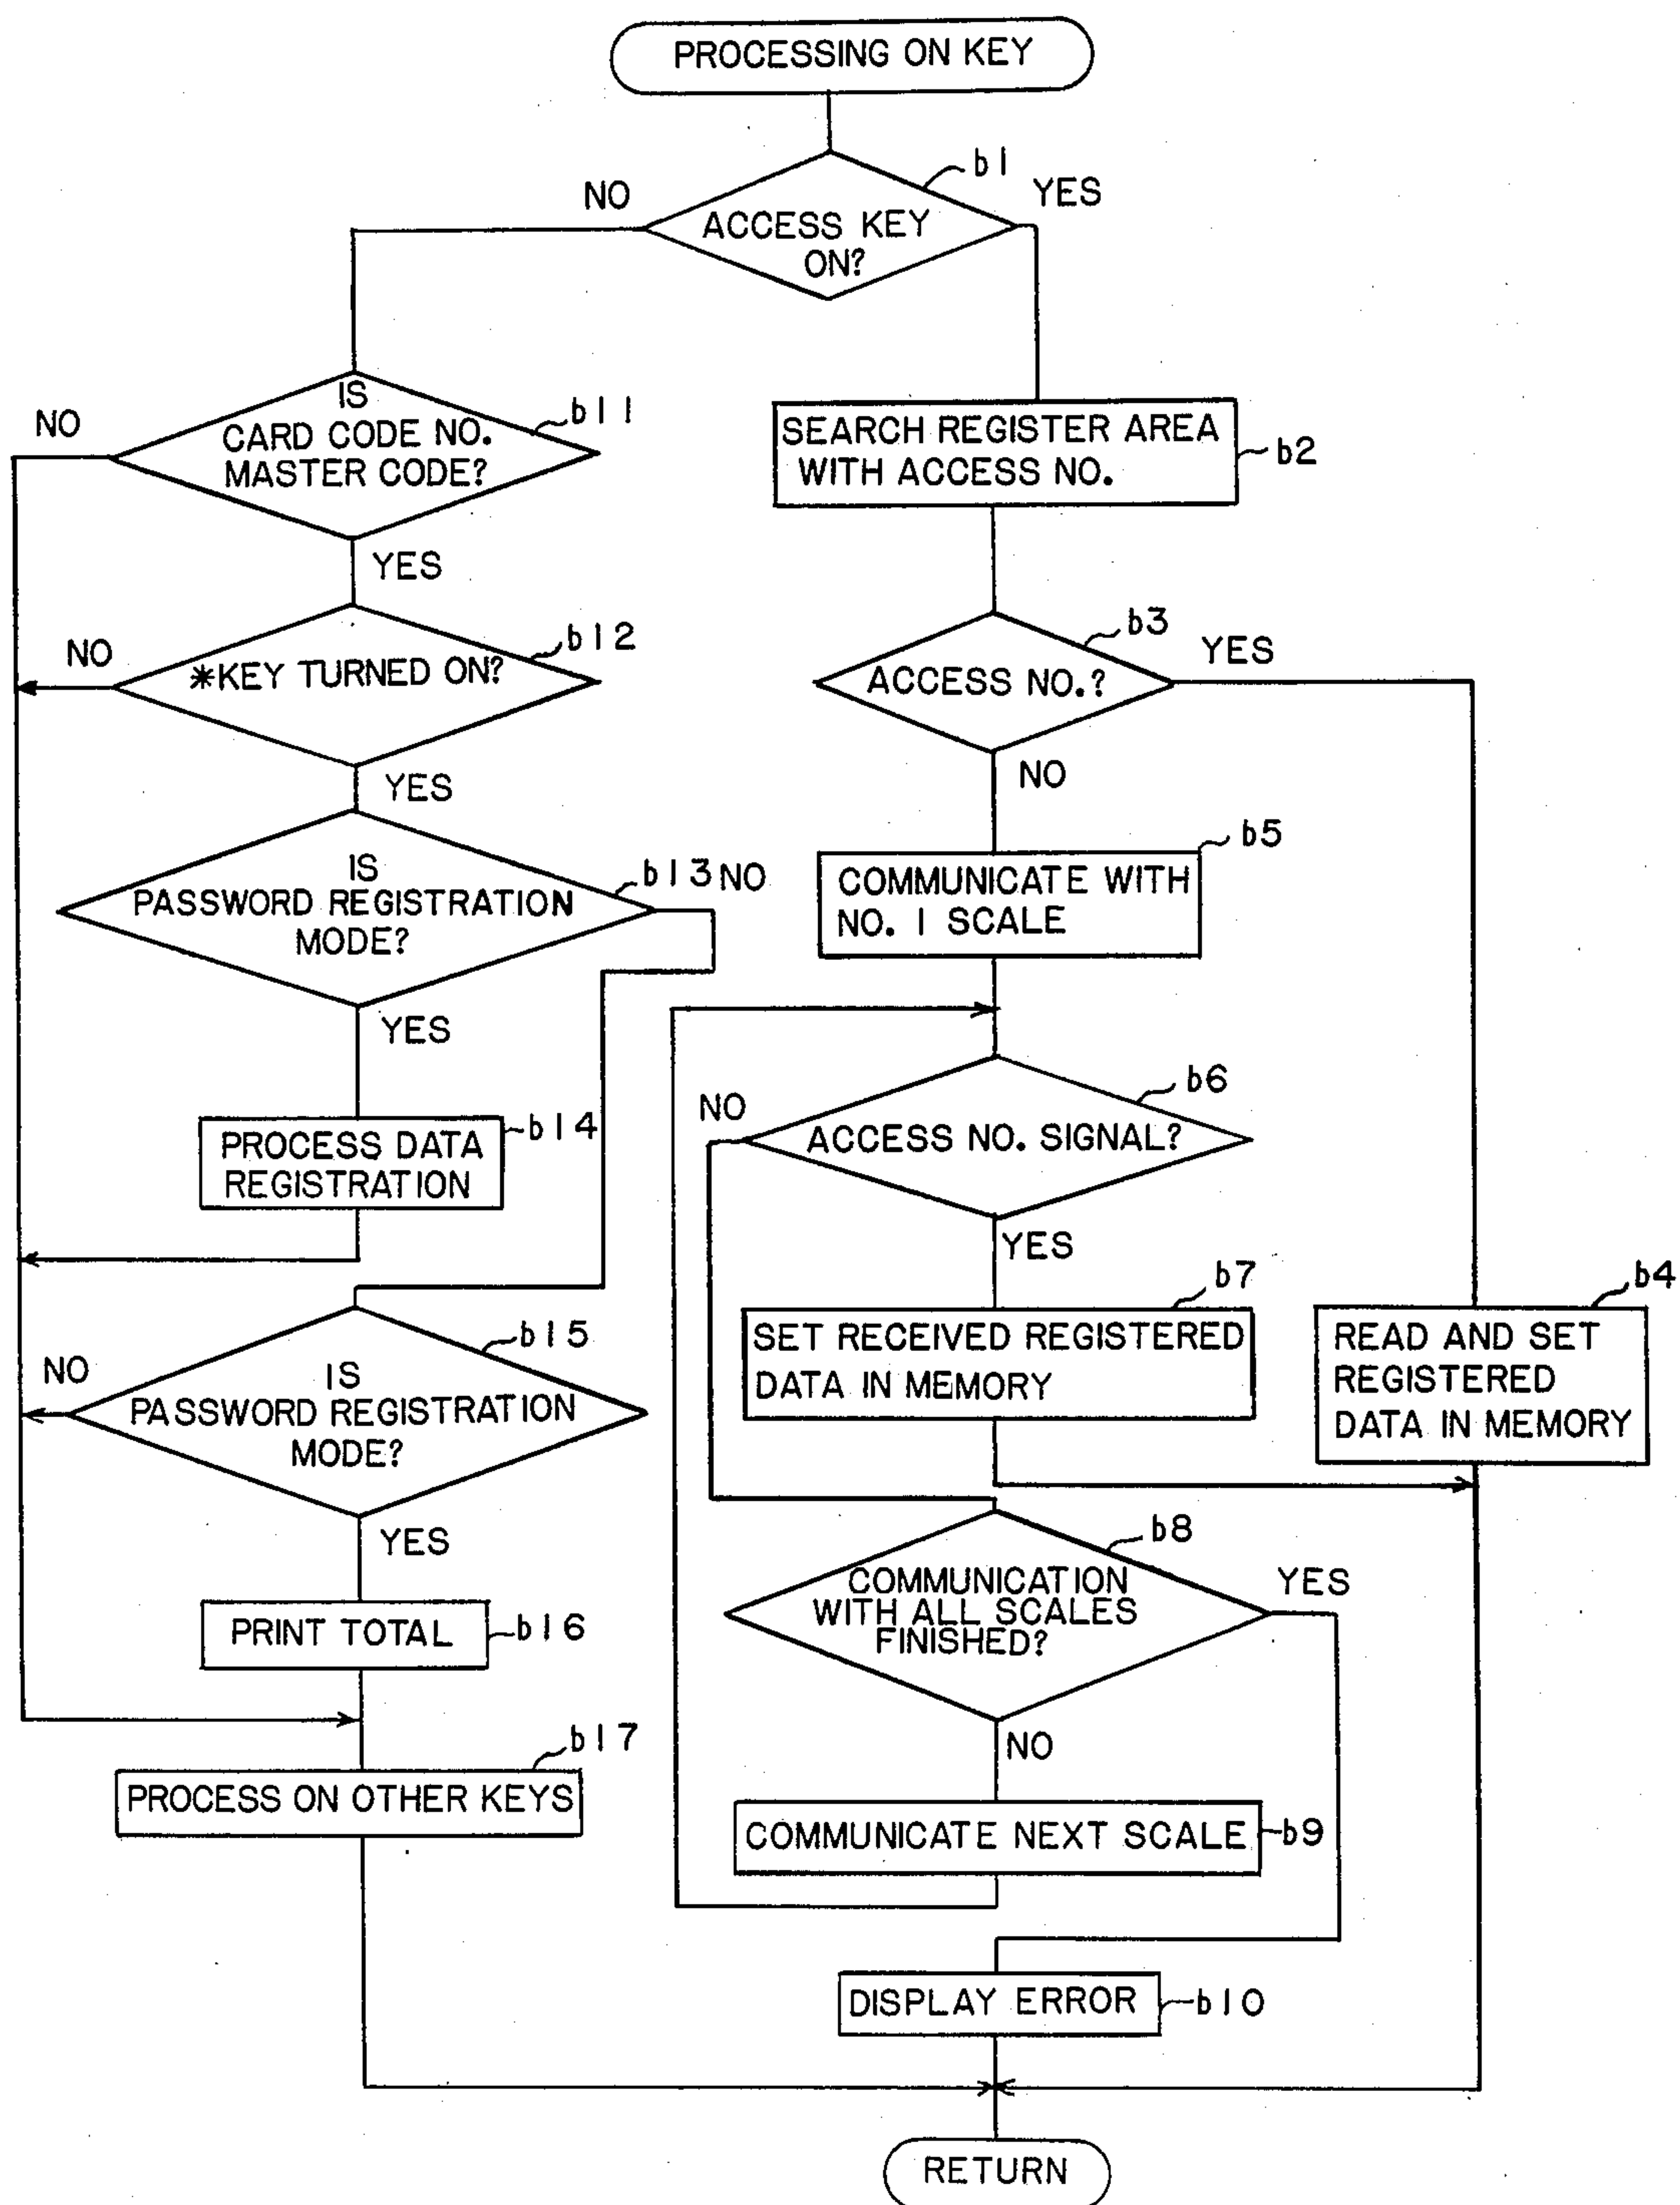 PROCESSING ON KEY
b1
NO
YES
ACCESS KEY
ON?
IS
CARD CODE NO.
MASTER CODE?
b11
NO
YES
SEARCH REGISTER AREA
WITH ACCESS NO.
b2
*KEY TURNED ON?
b12
NO
YES
ACCESS NO.?
b3
YES
NO
IS
PASSWORD REGISTRATION
MODE?
b13 NO
YES
COMMUNICATE WITH
NO. 1 SCALE
b5
PROCESS DATA
REGISTRATION
b14
NO
ACCESS NO. SIGNAL?
b6
YES
b7
SET RECEIVED REGISTERED
DATA IN MEMORY
b4
READ AND SET
REGISTERED
DATA IN MEMORY
b15
NO
IS
PASSWORD REGISTRATION
MODE?
YES
b8
COMMUNICATION
WITH ALL SCALES
FINISHED?
YES
NO
PRINT TOTAL
b16
b17
PROCESS ON OTHER KEYS
COMMUNICATE NEXT SCALE
b9
DISPLAY ERROR
b10
RETURN